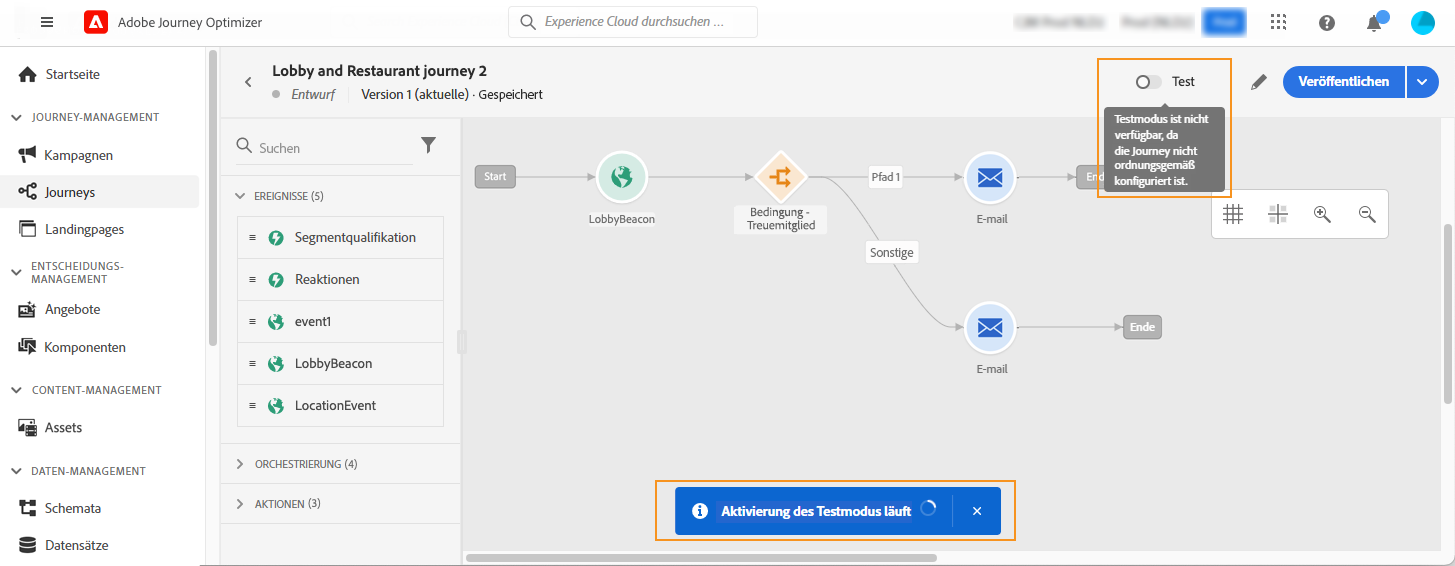 Adobe Journey Optimizer
Experience Cloud durchsuchen ...
Startseite
JOURNEY-MANAGEMENT
Kampagnen
Journeys
Landingpages
ENTSCHEIDUNGS-
MANAGEMENT
Angebote
Komponenten
CONTENT-MANAGEMENT
Assets
DATEN-MANAGEMENT
Schemata
Datensätze
Lobby and Restaurant journey 2
Entwurf
Version 1 (aktuelle) · Gespeichert
Test
Veröffentlichen
Testmodus ist nicht
verfügbar, da
die Journey nicht
ordnungsgemäß
konfiguriert ist.
Suchen
EREIGNISSE (5)
Segmentqualifikation
Reaktionen
event1
LobbyBeacon
LocationEvent
ORCHESTRIERUNG (4)
AKTIONEN (3)
Start
LobbyBeacon
Bedingung -
Treuemitglied
Pfad 1
E-mail
End
Sonstige
E-mail
Ende
Aktivierung des Testmodus läuft